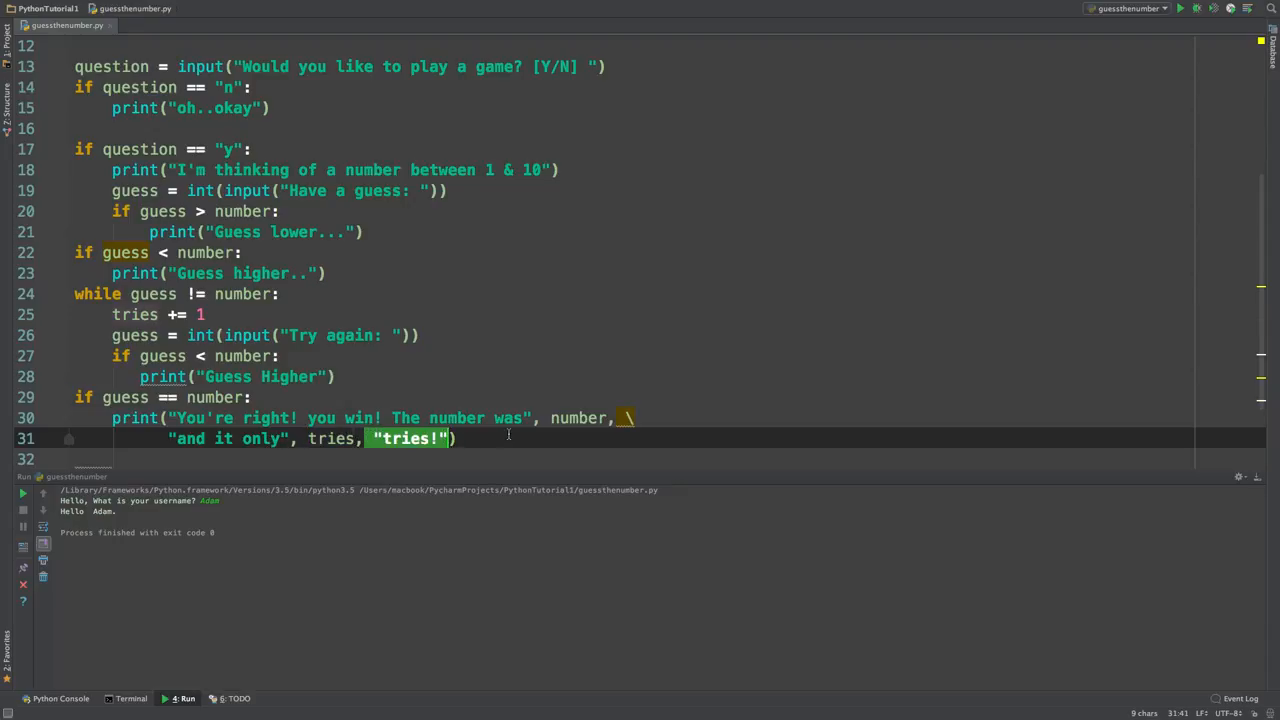 PythonTutorial1 guessthenumber.py guessthenumber
guessthenumber.py
1: Project
Z: Structure
2: Favorites
Database
12
13 question = input("Would you like to play a game? [Y/N] ")
14 if question == "n":
15 print("oh..okay")
16
17 if question == "y":
18 print("I'm thinking of a number between 1 & 10")
19 guess = int(input("Have a guess: "))
20 if guess > number:
21 print("Guess lower...")
22 if guess < number:
23 print("Guess higher..")
24 while guess != number:
25 tries += 1
26 guess = int(input("Try again: "))
27 if guess < number:
28 print("Guess Higher")
29 if guess == number:
30 print("You're right! you win! The number was", number, \
31 "and it only", tries, "tries!")
32
Run guessthenumber
/Library/Frameworks/Python.framework/Versions/3.5/bin/python3.5 /Users/macbook/PycharmProjects/PythonTutorial1/guessthenumber.py
Hello, What is your username? Adam
Hello Adam.
Process finished with exit code 0
Python Console Terminal 4: Run 6: TODO Event Log
9 chars 31:41 LF÷ UTF-8÷